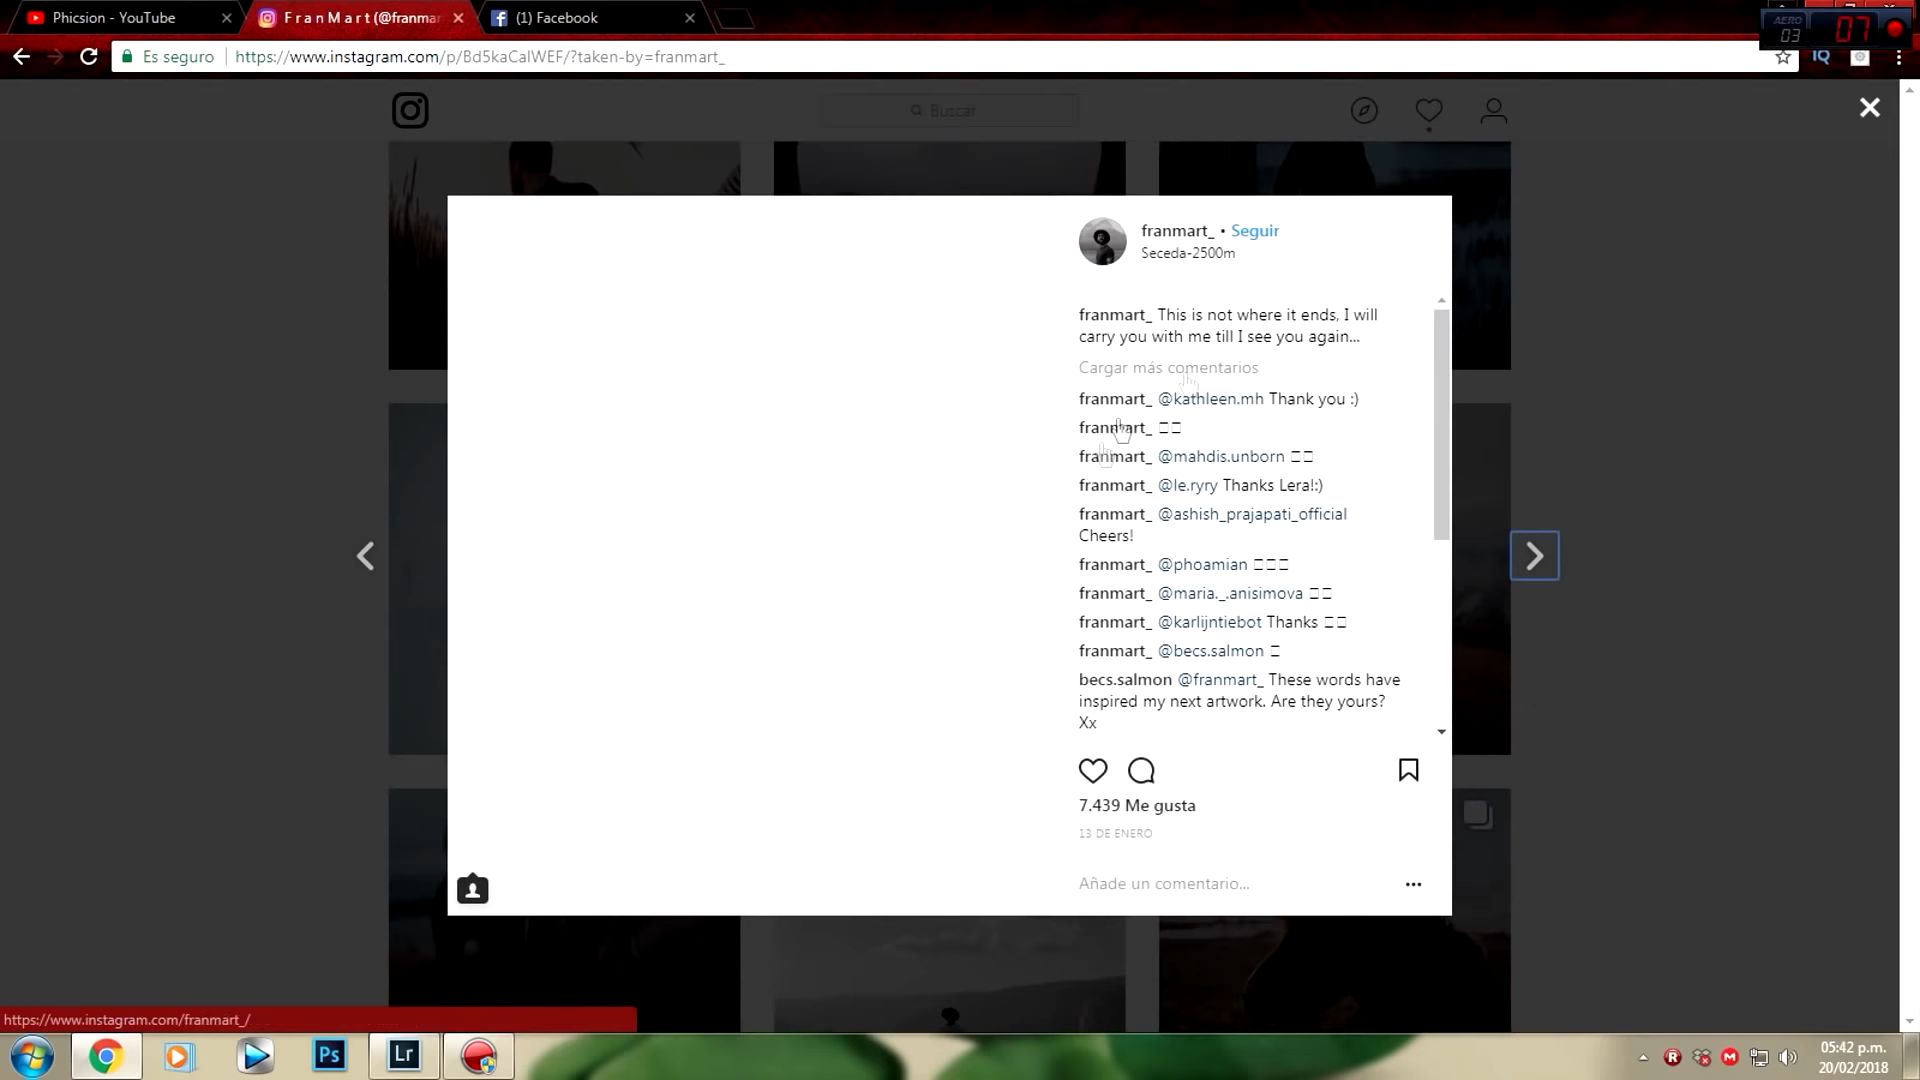 Phicsion - YouTube
F r a n M a r t (@franmar
(1) Facebook
AERO
03
07
Es seguro
https://www.instagram.com/p/Bd5kaCalWEF/?taken-by=franmart_
IQ
Buscar
franmart_ • Seguir
Seceda-2500m
franmart_ This is not where it ends, I will
carry you with me till I see you again...
Cargar más comentarios
franmart_ @kathleen.mh Thank you :)
franmart_
franmart_ @mahdis.unborn
franmart_ @le.ryry Thanks Lera!:)
franmart_ @ashish_prajapati_official
Cheers!
franmart_ @phoamian
franmart_ @maria._.anisimova
franmart_ @karlijntiebot Thanks
franmart_ @becs.salmon
becs.salmon @franmart_ These words have
inspired my next artwork. Are they yours?
Xx
7.439 Me gusta
13 DE ENERO
Añade un comentario...
https://www.instagram.com/franmart_/
Ps
Lr
05:42 p.m.
20/02/2018